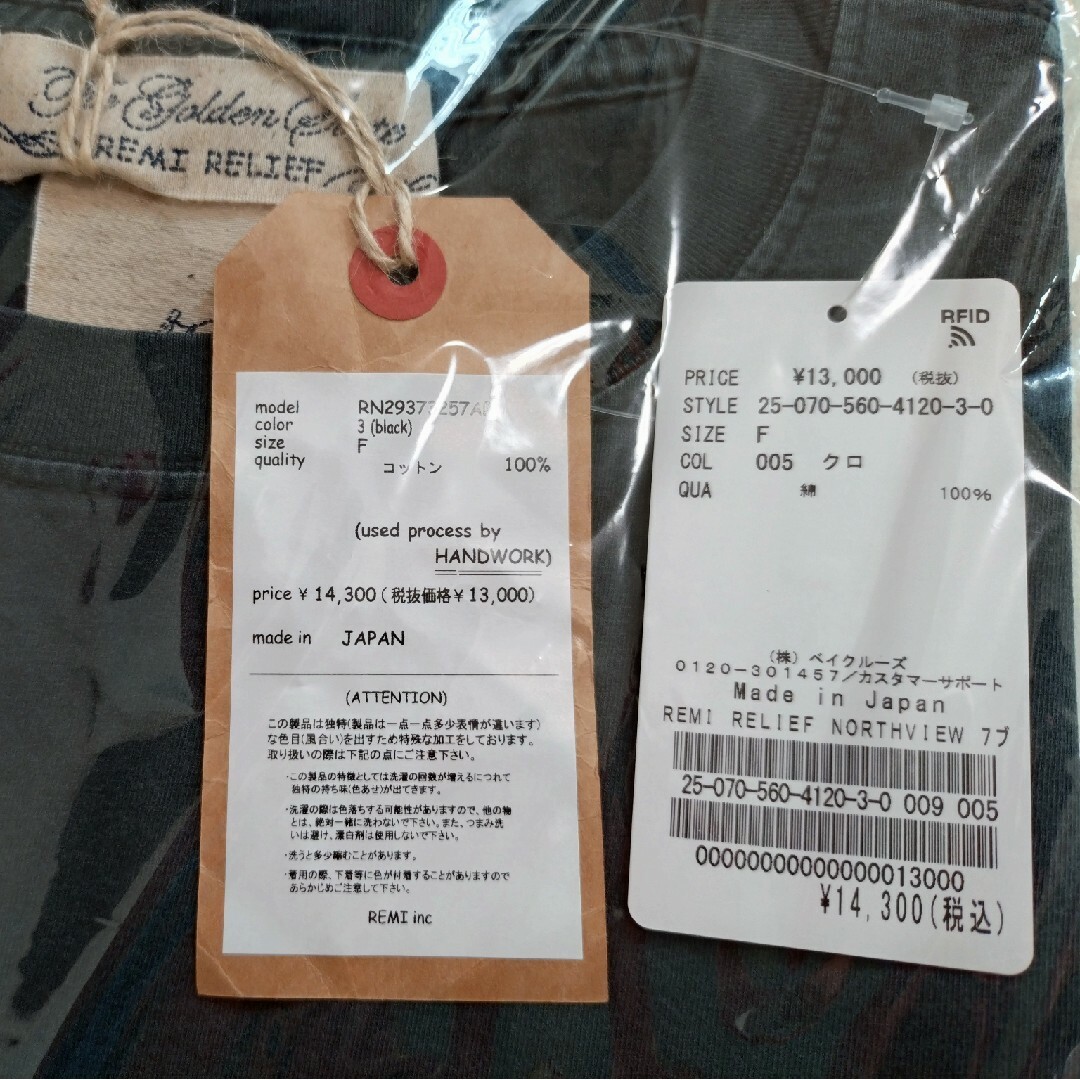 The Golden State
REMI RELIEF
model
color 3 (black)
size F
quality コットン 100%
(used process by
HANDWORK)
price ¥ 14,300 (税抜価格¥ 13,000)
made in JAPAN
(ATTENTION)
この製品は独特(製品は一点一点多少表情が違います)
な色目(風合い)を出すため特殊な加工をしております。
取り扱いの際は下記の点にご注意下さい。
・この製品の特徴としては洗濯の回数が増えるにつれて
独特の持ち味(色あせ)が出てきます。
・洗濯の際は色落ちする可能性がありますので、他の物
とは、絶対一緒に洗わないで下さい。また、つまみ洗
いは避け、漂白剤は使用しないで下さい。
・洗うと多少縮むことがあります。
・着用の際、下着等に色が付着することがありますので
あらかじめご注意して下さい。
REMI inc
RFID
PRICE ¥13,000 (税抜)
STYLE 25-070-560-4120-3-0
SIZE F
COL 005 クロ
QUA 綿 100%
(株) ベイクルーズ
0120-301457/カスタマーサポート
Made in Japan
REMI RELIEF NORTHVIEW 7ブ
25-070-560-4120-3-0 009 005
0000000000000000013000
¥14,300(税込)